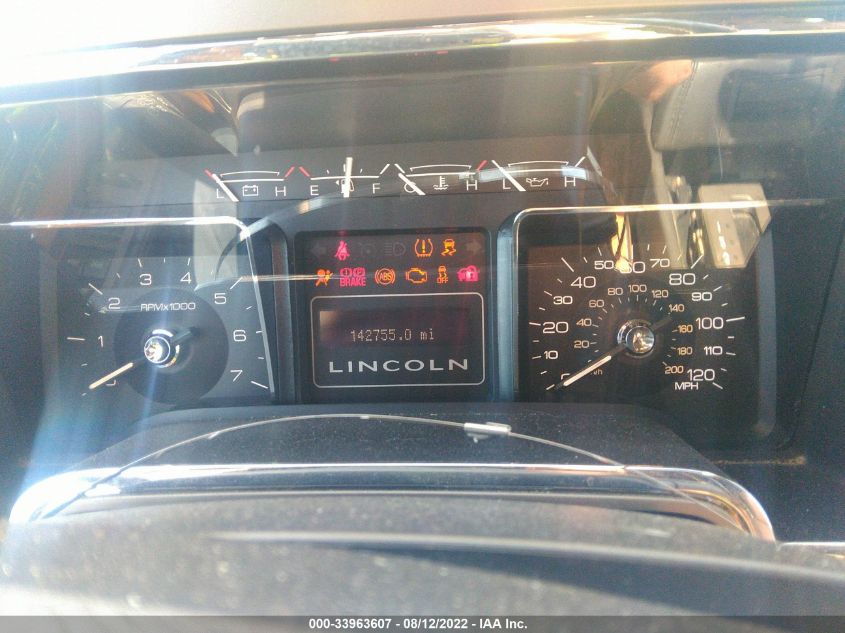 L H E F C H L H
1 2 3 4 5 6 7
RPMx1000
BRAKE
ABS
OFF
142755.0 mi
LINCOLN
10 20 30 40 50 60 70 80 90 100 110 120
MPH
20 40 60 80 100 120 140 160 180 200
000-33963607 - 08/12/2022 - IAA Inc.